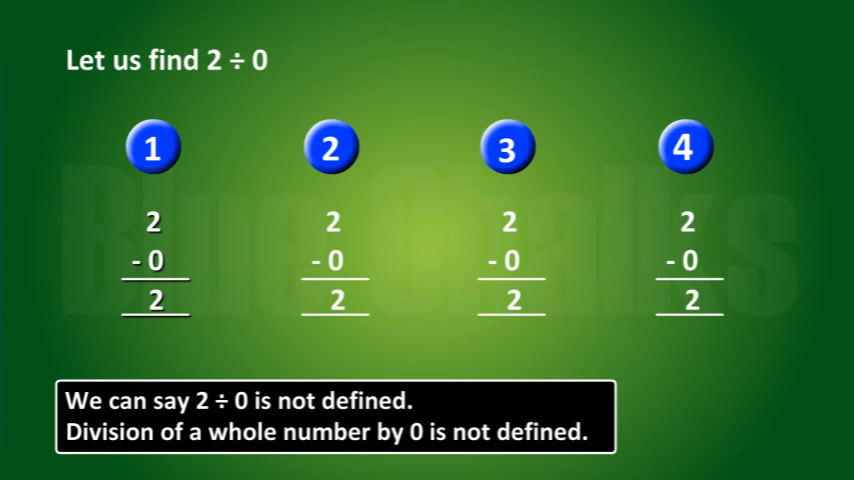 Let us find 2 ÷ 0
1 2 3 4
2 2 2 2
- 0 - 0 - 0 - 0
2 2 2 2
Blue Chalks
We can say 2 ÷ 0 is not defined.
Division of a whole number by 0 is not defined.